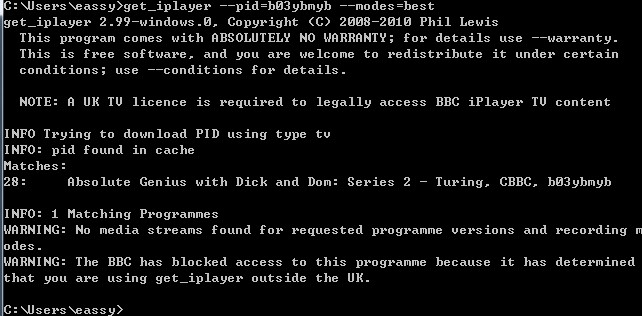 C:\Users\eassy>get_iplayer --pid=b03ybmyb --modes=best
get_iplayer 2.99-windows.0, Copyright (C) 2008-2010 Phil Lewis
  This program comes with ABSOLUTELY NO WARRANTY; for details use --warranty.
  This is free software, and you are welcome to redistribute it under certain
  conditions; use --conditions for details.
  NOTE: A UK TV licence is required to legally access BBC iPlayer TV content
INFO Trying to download PID using type tv
INFO: pid found in cache
Matches:
28:     Absolute Genius with Dick and Dom: Series 2 - Turing, CBBC, b03ybmyb
INFO: 1 Matching Programmes
WARNING: No media streams found for requested programme versions and recording m
odes.
WARNING: The BBC has blocked access to this programme because it has determined
that you are using get_iplayer outside the UK.
C:\Users\eassy>